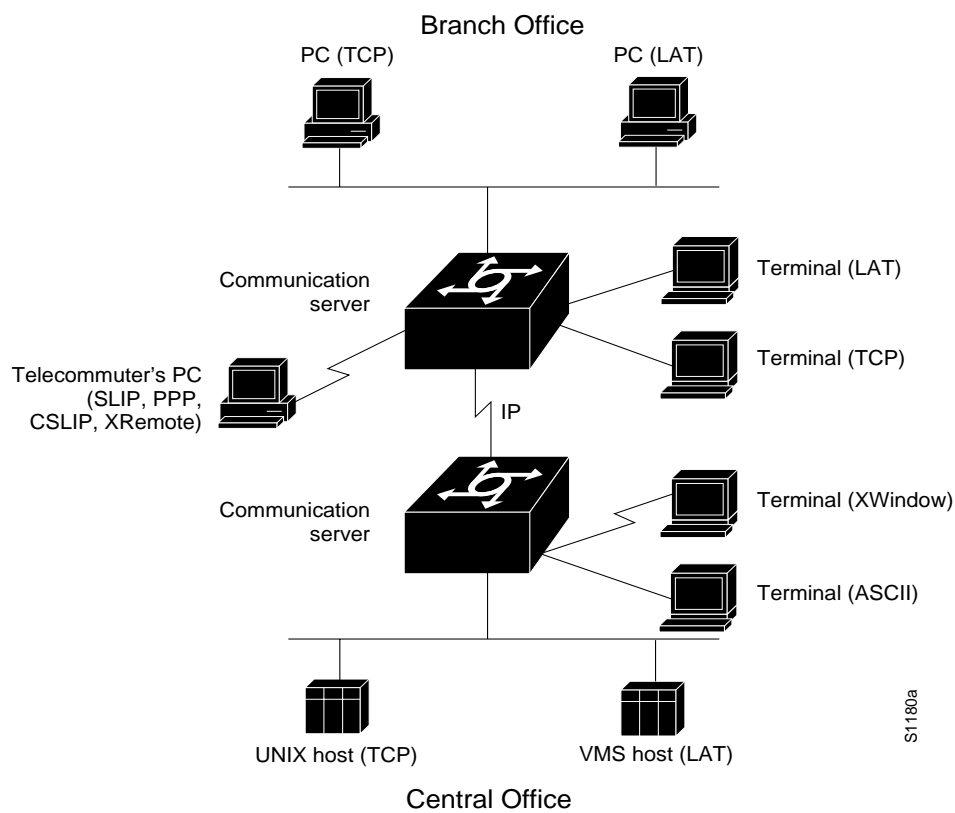 Branch Office
PC (TCP)
PC (LAT)
Communication
server
Terminal (LAT)
Terminal (TCP)
Telecommuter's PC
(SLIP, PPP,
CSLIP, XRemote)
IP
Communication
server
Terminal (XWindow)
Terminal (ASCII)
UNIX host (TCP)
VMS host (LAT)
S1180a
Central Office